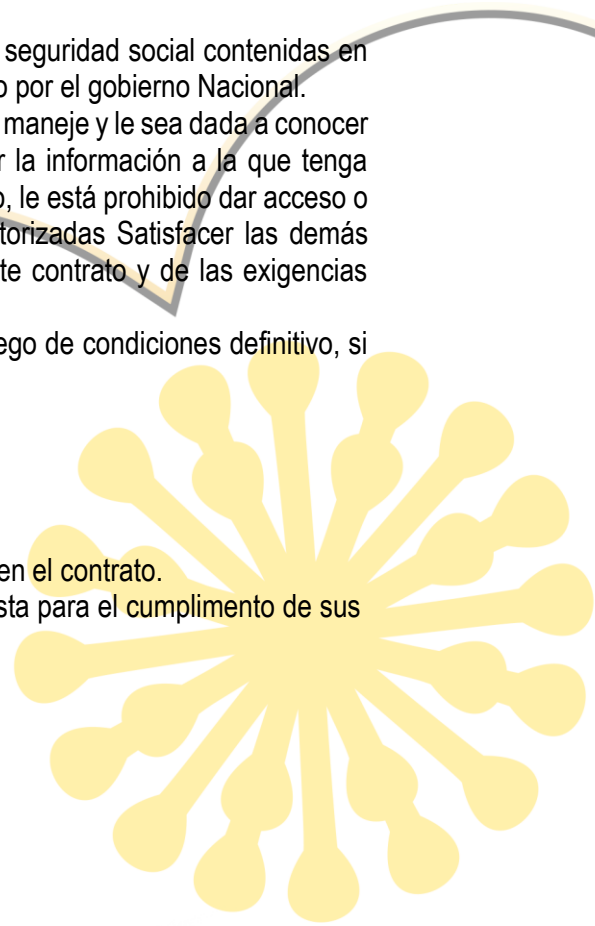 seguridad social contenidas en
o por el gobierno Nacional.
maneje y le sea dada a conocer
r la información a la que tenga
o, le está prohibido dar acceso o
torizadas Satisfacer las demás
te contrato y de las exigencias
ego de condiciones definitivo, si
en el contrato.
sta para el cumplimento de sus